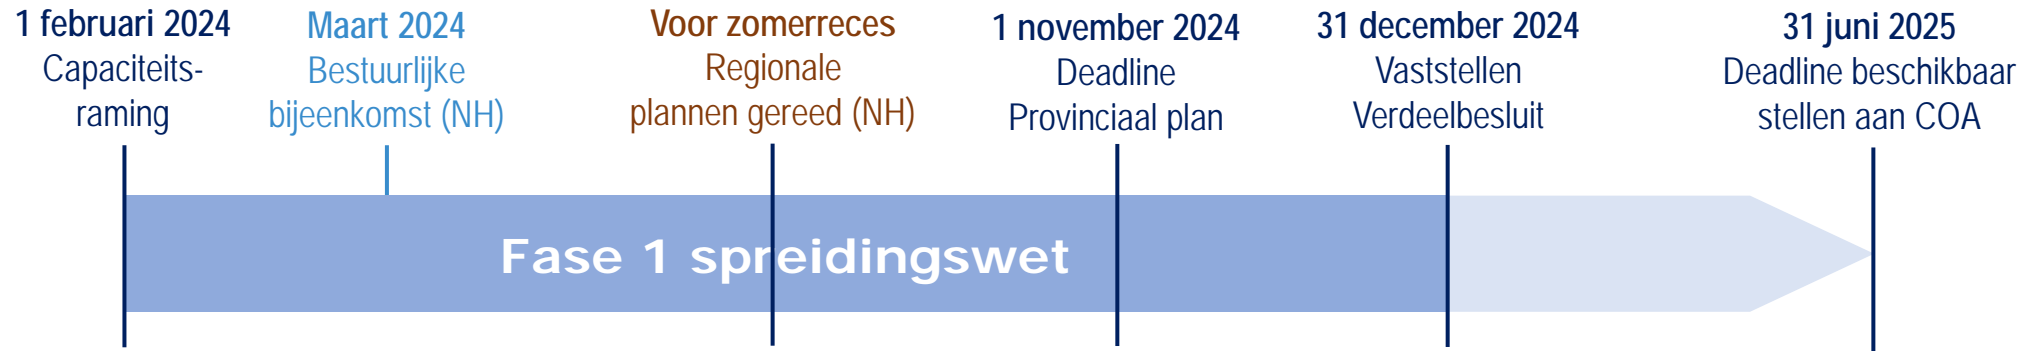 1 februari 2024
Capaciteits-
raming
Maart 2024
Bestuurlijke
bijeenkomst (NH)
Voor zomerreces
Regionale
plannen gereed (NH)
1 november 2024
Deadline
Provinciaal plan
31 december 2024
Vaststellen
Verdeelbesluit
31 juni 2025
Deadline beschikbaar
stellen aan COA
Fase 1 spreidingswet